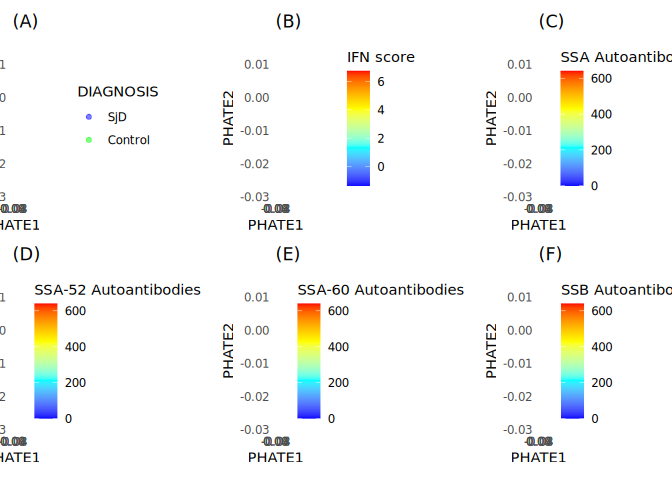 (A) (B) (C)
DIAGNOSIS
SjD
Control
HATE1
IFN score
6
4
2
0
PHATE2
0.01
0.00
-0.01
-0.02
-0.03
PHATE1
SSA Autoantibo
600
400
200
0
PHATE2
0.01
0.00
-0.01
-0.02
-0.03
PHATE1
(D) (E) (F)
SSA-52 Autoantibodies
600
400
200
0
HATE1
SSA-60 Autoantibodies
600
400
200
0
PHATE2
0.01
0.00
-0.01
-0.02
-0.03
PHATE1
SSB Autoantibo
600
400
200
0
PHATE2
0.01
0.00
-0.01
-0.02
-0.03
PHATE1